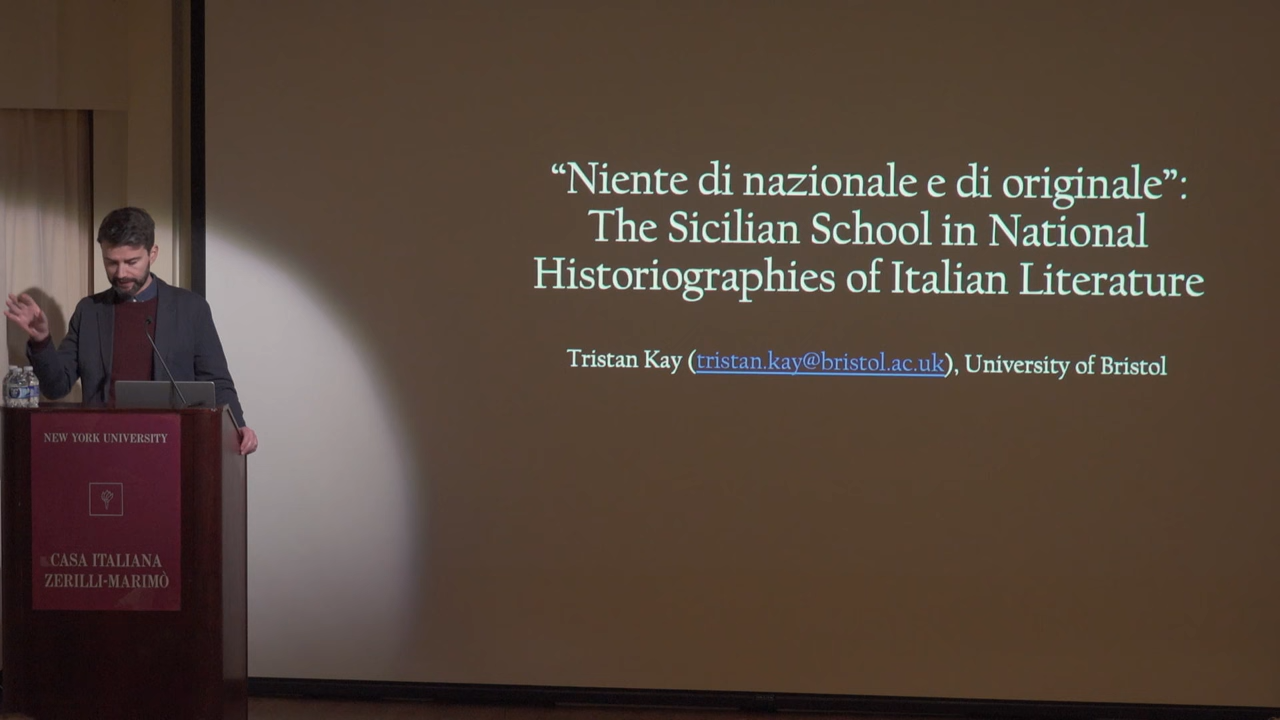 “Niente di nazionale e di originale”:
The Sicilian School in National
Historiographies of Italian Literature
Tristan Kay (tristan.kay@bristol.ac.uk), University of Bristol
NEW YORK UNIVERSITY
CASA ITALIANA
ZERILLI-MARIMÒ